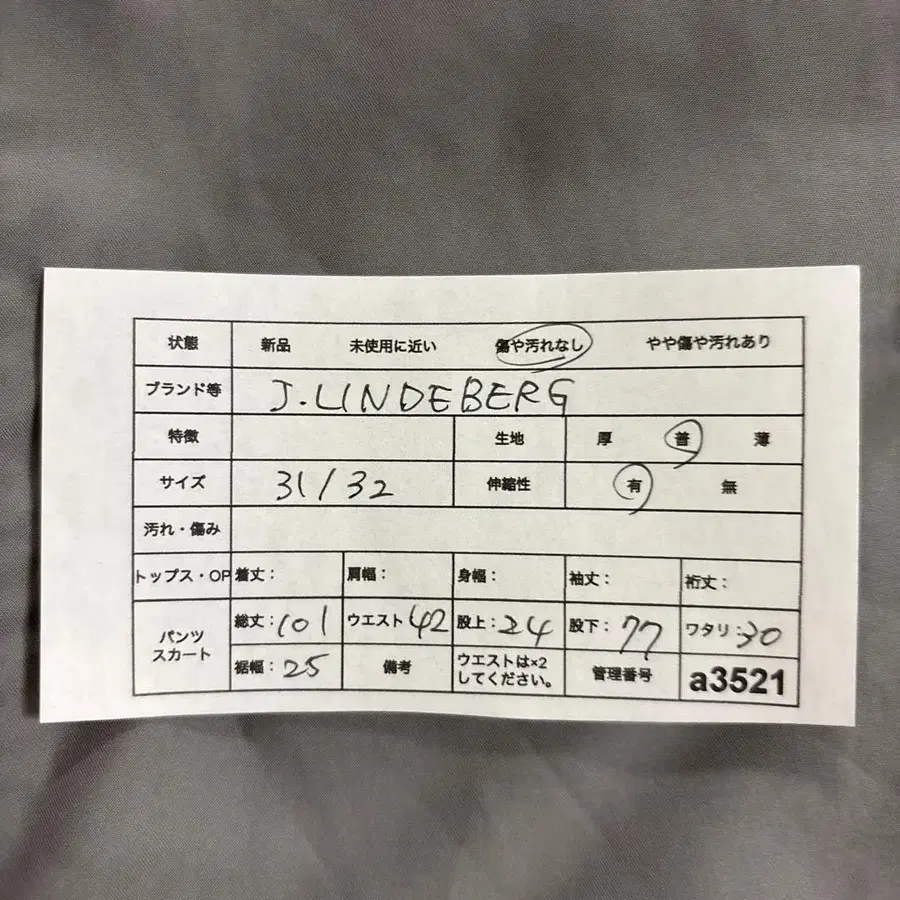 状態 新品 未使用に近い 傷や汚れなし やや傷や汚れあり
ブランド等 J.LINDEBERG
特徴 生地 厚 普 薄
サイズ 31/32 伸縮性 有 無
汚れ・傷み
トップス・OP 着丈: 肩幅: 身幅: 袖丈: 裄丈:
パンツ スカート 総丈:101 ウエスト 42 股上:24 股下:77 ワタリ:30
裾幅:25 備考 ウエストは×2してください。 管理番号 a3521